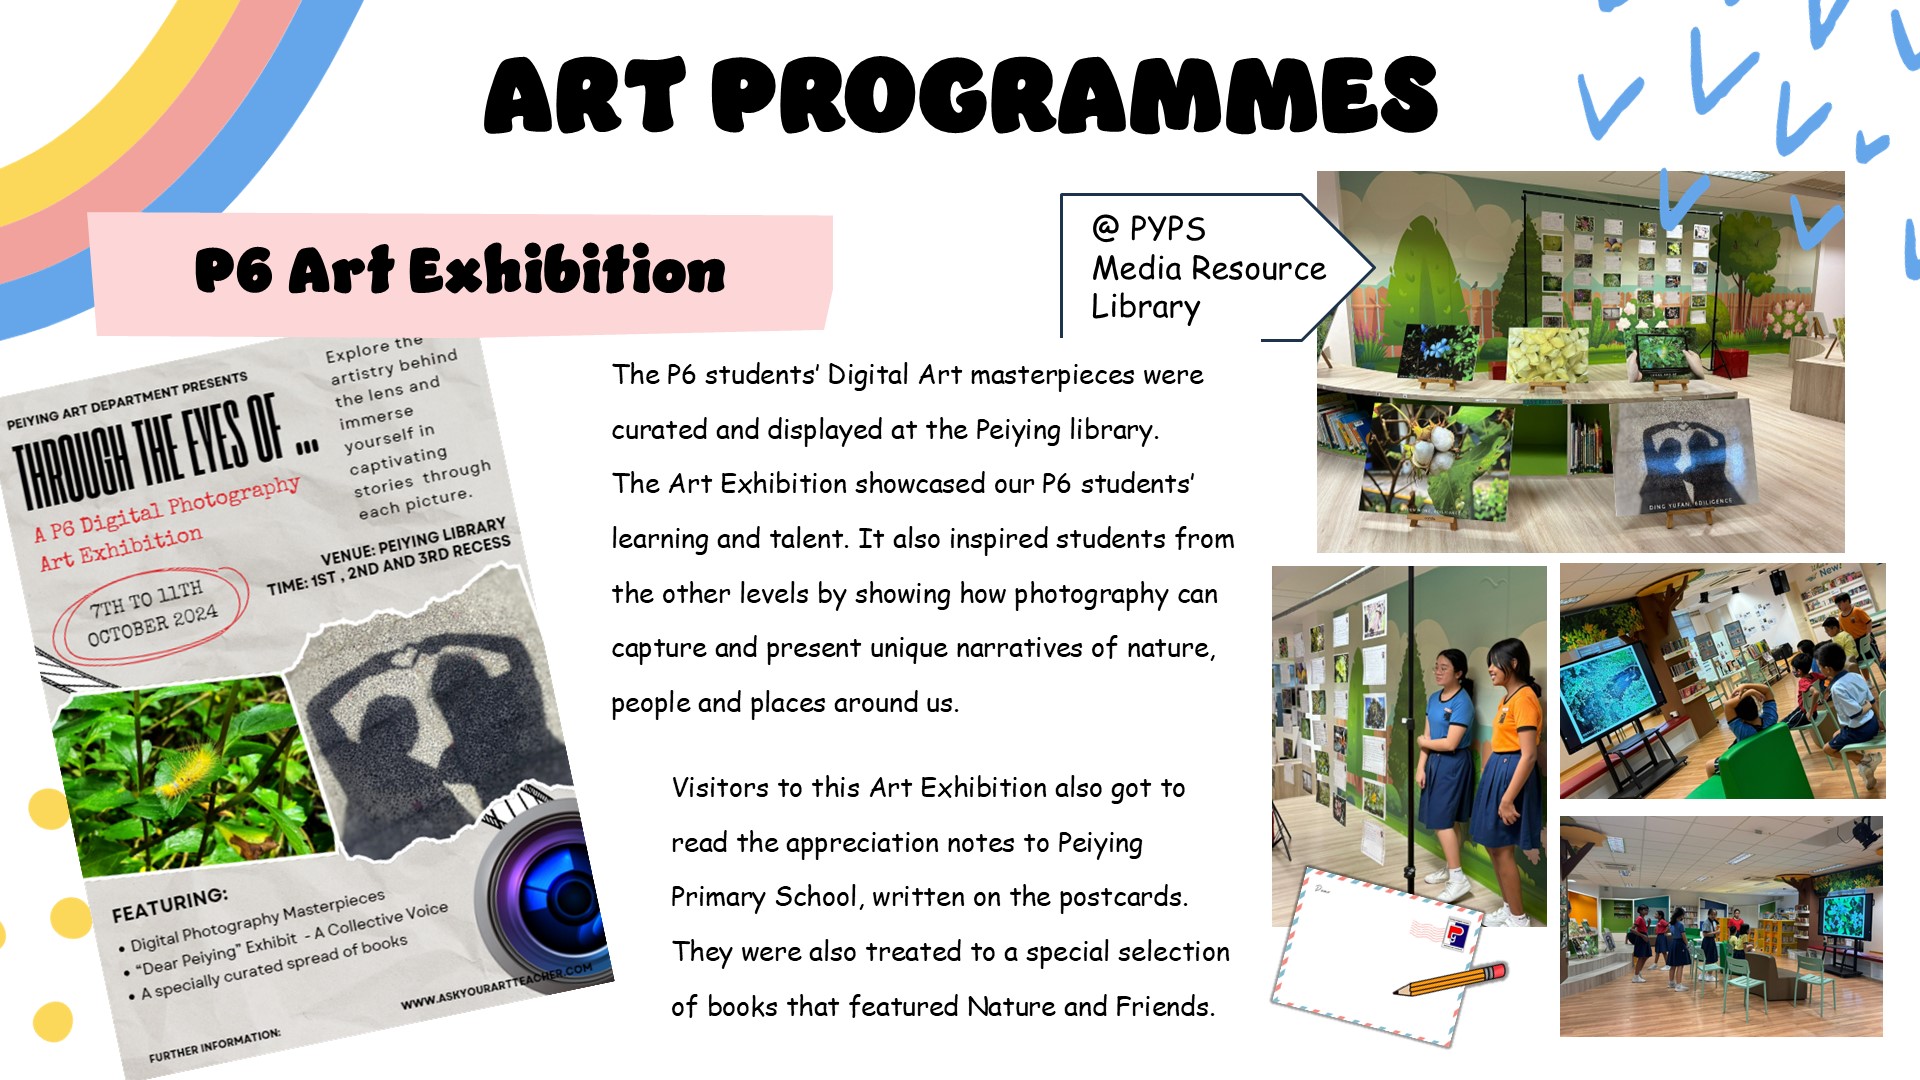 ART PROGRAMMES
P6 Art Exhibition
@ PYPS
Media Resource
Library
PEIYING ART DEPARTMENT PRESENTS
THROUGH THE EYES OF ...
A P6 Digital Photography
Art Exhibition
7TH TO 11TH
OCTOBER 2024
Explore the
artistry behind
the lens and
immerse
yourself in
captivating
stories through
each picture.
VENUE: PEIYING LIBRARY
TIME: 1ST , 2ND AND 3RD RECESS
FEATURING:
• Digital Photography Masterpieces
• “Dear Peiying” Exhibit - A Collective Voice
• A specially curated spread of books
WWW.ASKYOURARTTEACHER.COM
FURTHER INFORMATION:
The P6 students’ Digital Art masterpieces were
curated and displayed at the Peiying library.
The Art Exhibition showcased our P6 students’
learning and talent. It also inspired students from
the other levels by showing how photography can
capture and present unique narratives of nature,
people and places around us.
Visitors to this Art Exhibition also got to
read the appreciation notes to Peiying
Primary School, written on the postcards.
They were also treated to a special selection
of books that featured Nature and Friends.
DING YUFAN, 6DILIGENCE
New!
Dear